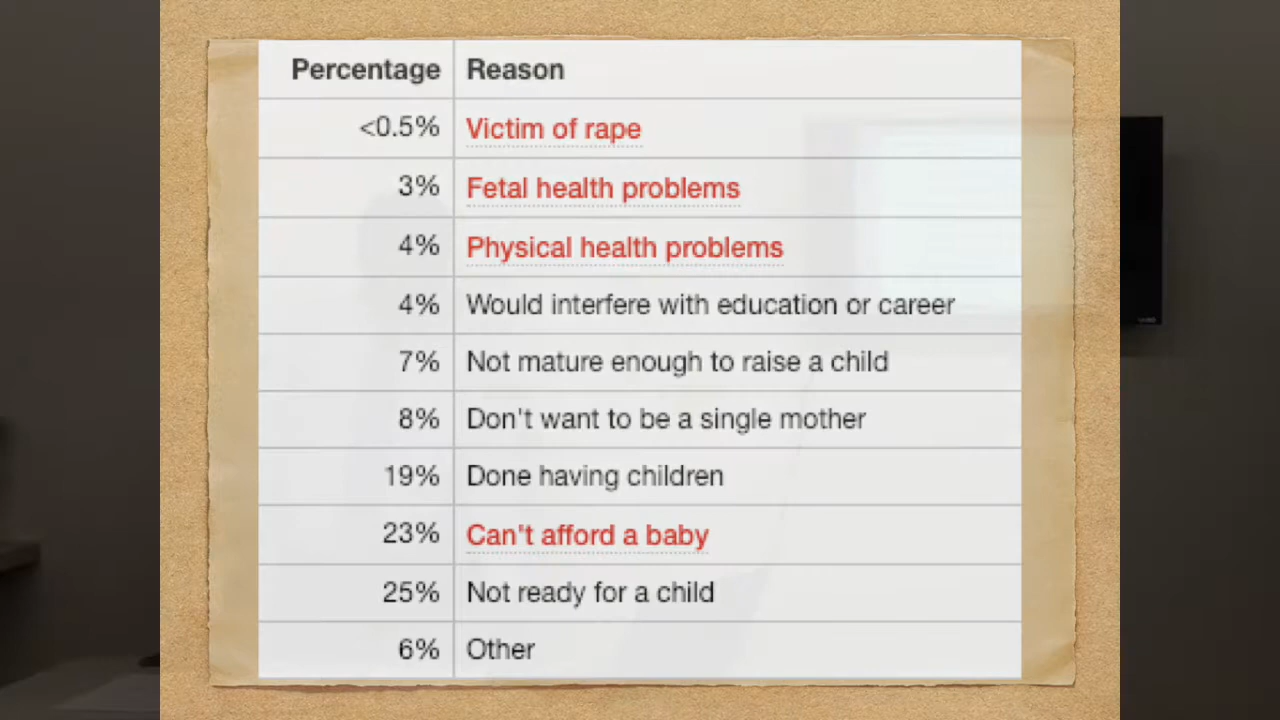 Percentage Reason
<0.5% Victim of rape
3% Fetal health problems
4% Physical health problems
4% Would interfere with education or career
7% Not mature enough to raise a child
8% Don't want to be a single mother
19% Done having children
23% Can't afford a baby
25% Not ready for a child
6% Other